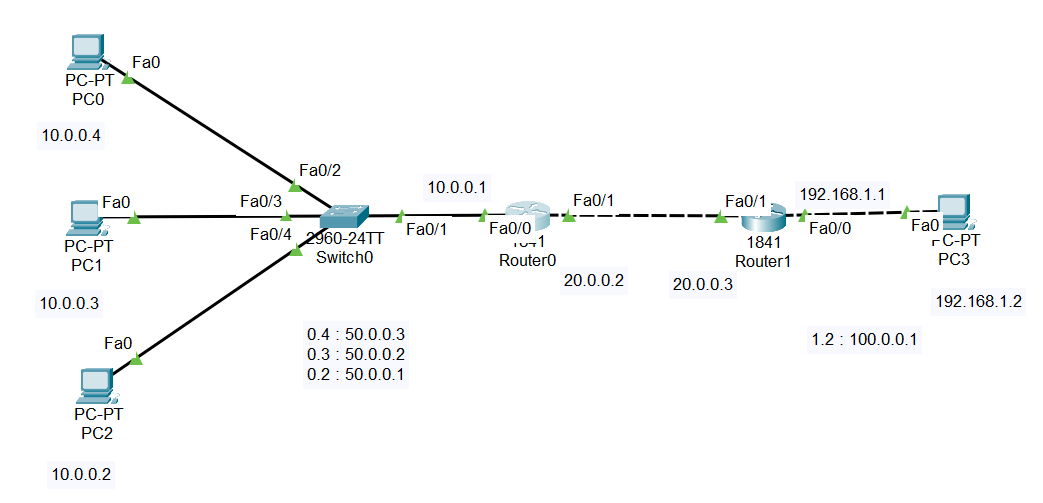 Fa0
PC-PT
PC0
10.0.0.4
Fa0/2
Fa0
Fa0/3
PC-PT
PC1
10.0.0.3
Fa0/4
2960-24TT
Switch0
Fa0/1
10.0.0.1
Fa0/0
1841
Router0
Fa0/1
20.0.0.2
Fa0/1
1841
Router1
20.0.0.3
192.168.1.1
Fa0/0
Fa0
PC-PT
PC3
192.168.1.2
1.2 : 100.0.0.1
0.4 : 50.0.0.3
0.3 : 50.0.0.2
0.2 : 50.0.0.1
Fa0
PC-PT
PC2
10.0.0.2